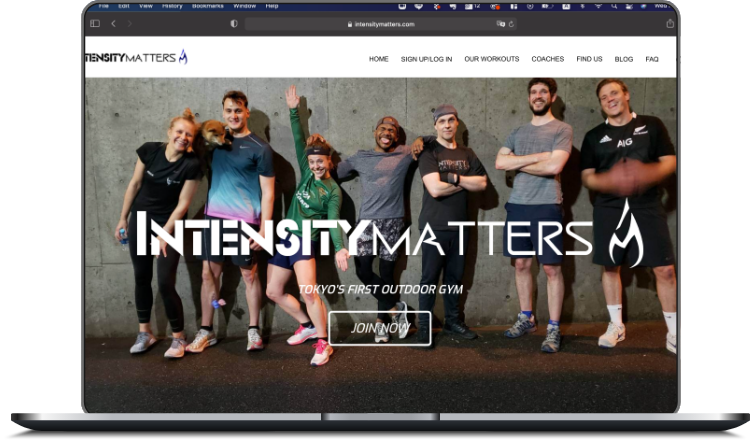 File Edit View History Bookmarks Window Help
intensitymatters.com
TENSITYMATTERS
HOME SIGN UP/LOG IN OUR WORKOUTS COACHES FIND US BLOG FAQ
AIG
INTENSITYMATTERS
TOKYO'S FIRST OUTDOOR GYM
JOIN NOW